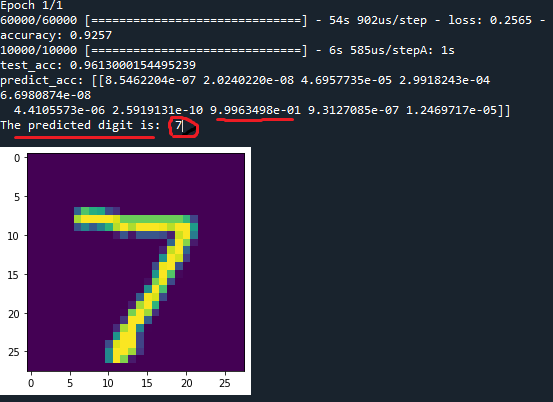 Epoch 1/1
60000/60000 [==============================] - 54s 902us/step - loss: 0.2565 -
accuracy: 0.9257
10000/10000 [==============================] - 6s 585us/stepA: 1s
test_acc: 0.9613000154495239
predict_acc: [[8.5462204e-07 2.0240220e-08 4.6957735e-05 2.9918243e-04
6.6980874e-08
4.4105573e-06 2.5919131e-10 9.9963498e-01 9.3127085e-07 1.2469717e-05]]
The predicted digit is: 7
0
5
10
15
20
25
0 5 10 15 20 25